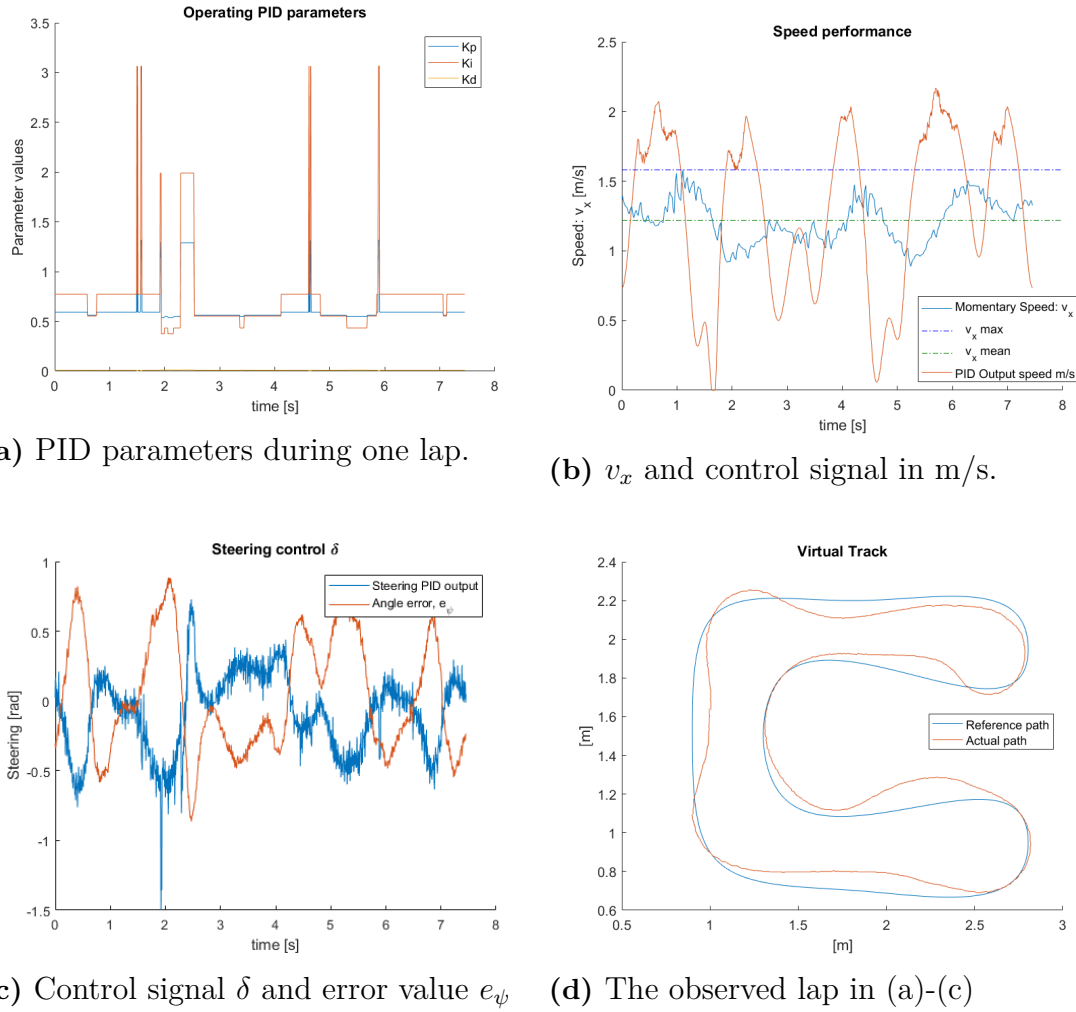 Operating PID parameters
3.5
3
2.5
2
1.5
1
0.5
0
Parameter values
Kp
Ki
Kd
0 1 2 3 4 5 6 7 8
time [s]
a) PID parameters during one lap.
Speed performance
2.5
2
1.5
1
0.5
0
Speed: v_x [m/s]
Momentary Speed: v_x
v_x max
v_x mean
PID Output speed m/s
0 1 2 3 4 5 6 7 8
time [s]
(b) v_x and control signal in m/s.
Steering control δ
1
0.5
0
-0.5
-1
-1.5
Steering [rad]
Steering PID output
Angle error, e_ψ
0 1 2 3 4 5 6 7 8
time [s]
c) Control signal δ and error value e_ψ
Virtual Track
2.4
2.2
2
1.8
1.6
1.4
1.2
1
0.8
0.6
[m]
Reference path
Actual path
0.5 1 1.5 2 2.5 3
[m]
(d) The observed lap in (a)-(c)